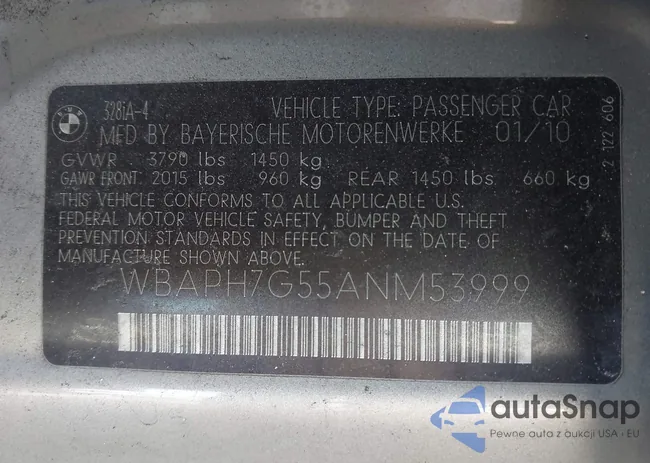 BMW
328iA-4 VEHICLE TYPE: PASSENGER CAR
MFD BY BAYERISCHE MOTORENWERKE 01/10
GVWR 3790 lbs 1450 kg
GAWR FRONT: 2015 lbs 960 kg REAR 1450 lbs 660 kg
THIS VEHICLE CONFORMS TO ALL APPLICABLE U.S.
FEDERAL MOTOR VEHICLE SAFETY, BUMPER AND THEFT
PREVENTION STANDARDS IN EFFECT ON THE DATE OF
MANUFACTURE SHOWN ABOVE.
WBAPH7G55ANM53999
2 122 606
autaSnap
Pewne auta z aukcji USA - EU